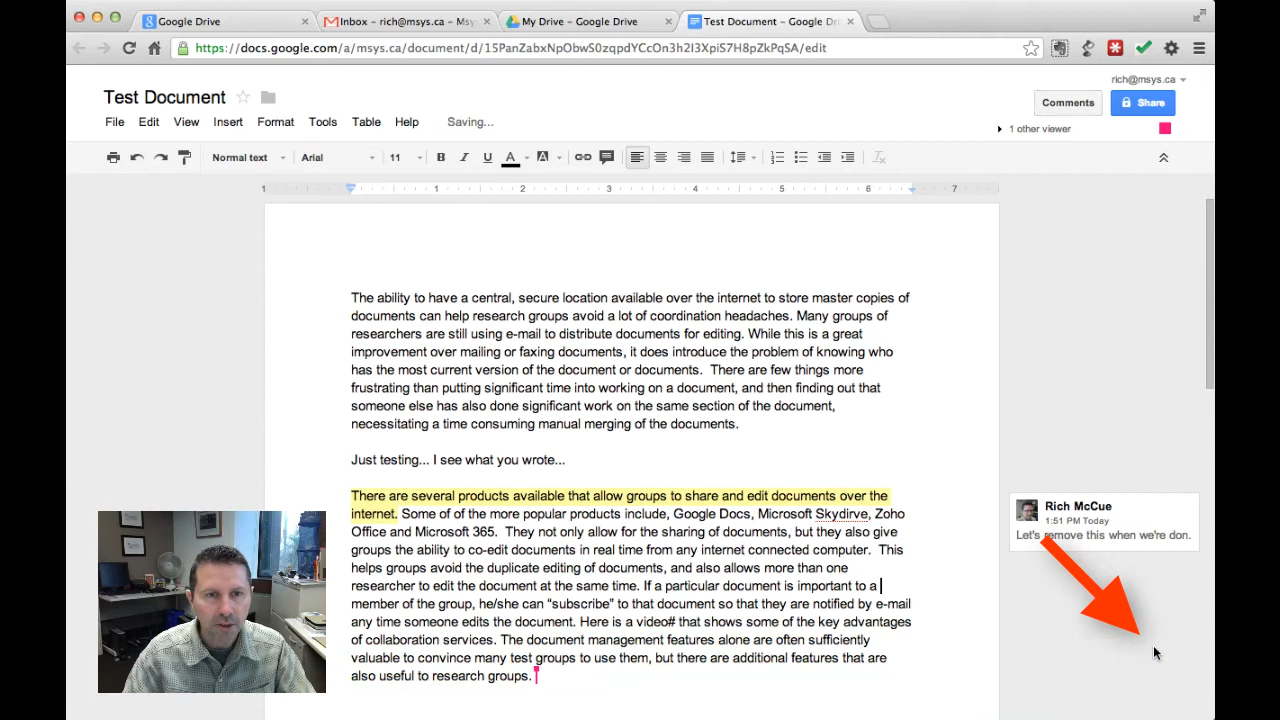 Google Drive
Inbox – rich@msys.ca – Msy
My Drive – Google Drive
Test Document – Google Dri
https://docs.google.com/a/msys.ca/document/d/15PanZabxNpObwS0zqpdYCcOn3h2I3XpiS7H8pZkPqSA/edit
rich@msys.ca
Test Document
Comments
Share
File Edit View Insert Format Tools Table Help Saving...
1 other viewer
Normal text Arial 11 B I U A A
1 1 2 3 4 5 6 7
The ability to have a central, secure location available over the internet to store master copies of
documents can help research groups avoid a lot of coordination headaches. Many groups of
researchers are still using e-mail to distribute documents for editing. While this is a great
improvement over mailing or faxing documents, it does introduce the problem of knowing who
has the most current version of the document or documents.  There are few things more
frustrating than putting significant time into working on a document, and then finding out that
someone else has also done significant work on the same section of the document,
necessitating a time consuming manual merging of the documents.
Just testing... I see what you wrote...
There are several products available that allow groups to share and edit documents over the
internet. Some of of the more popular products include, Google Docs, Microsoft Skydirve, Zoho
Office and Microsoft 365.  They not only allow for the sharing of documents, but they also give
groups the ability to co-edit documents in real time from any internet connected computer.  This
helps groups avoid the duplicate editing of documents, and also allows more than one
researcher to edit the document at the same time. If a particular document is important to a
member of the group, he/she can “subscribe” to that document so that they are notified by e-mail
any time someone edits the document. Here is a video# that shows some of the key advantages
of collaboration services. The document management features alone are often sufficiently
valuable to convince many test groups to use them, but there are additional features that are
also useful to research groups.
Rich McCue
1:51 PM Today
Let's remove this when we're don.